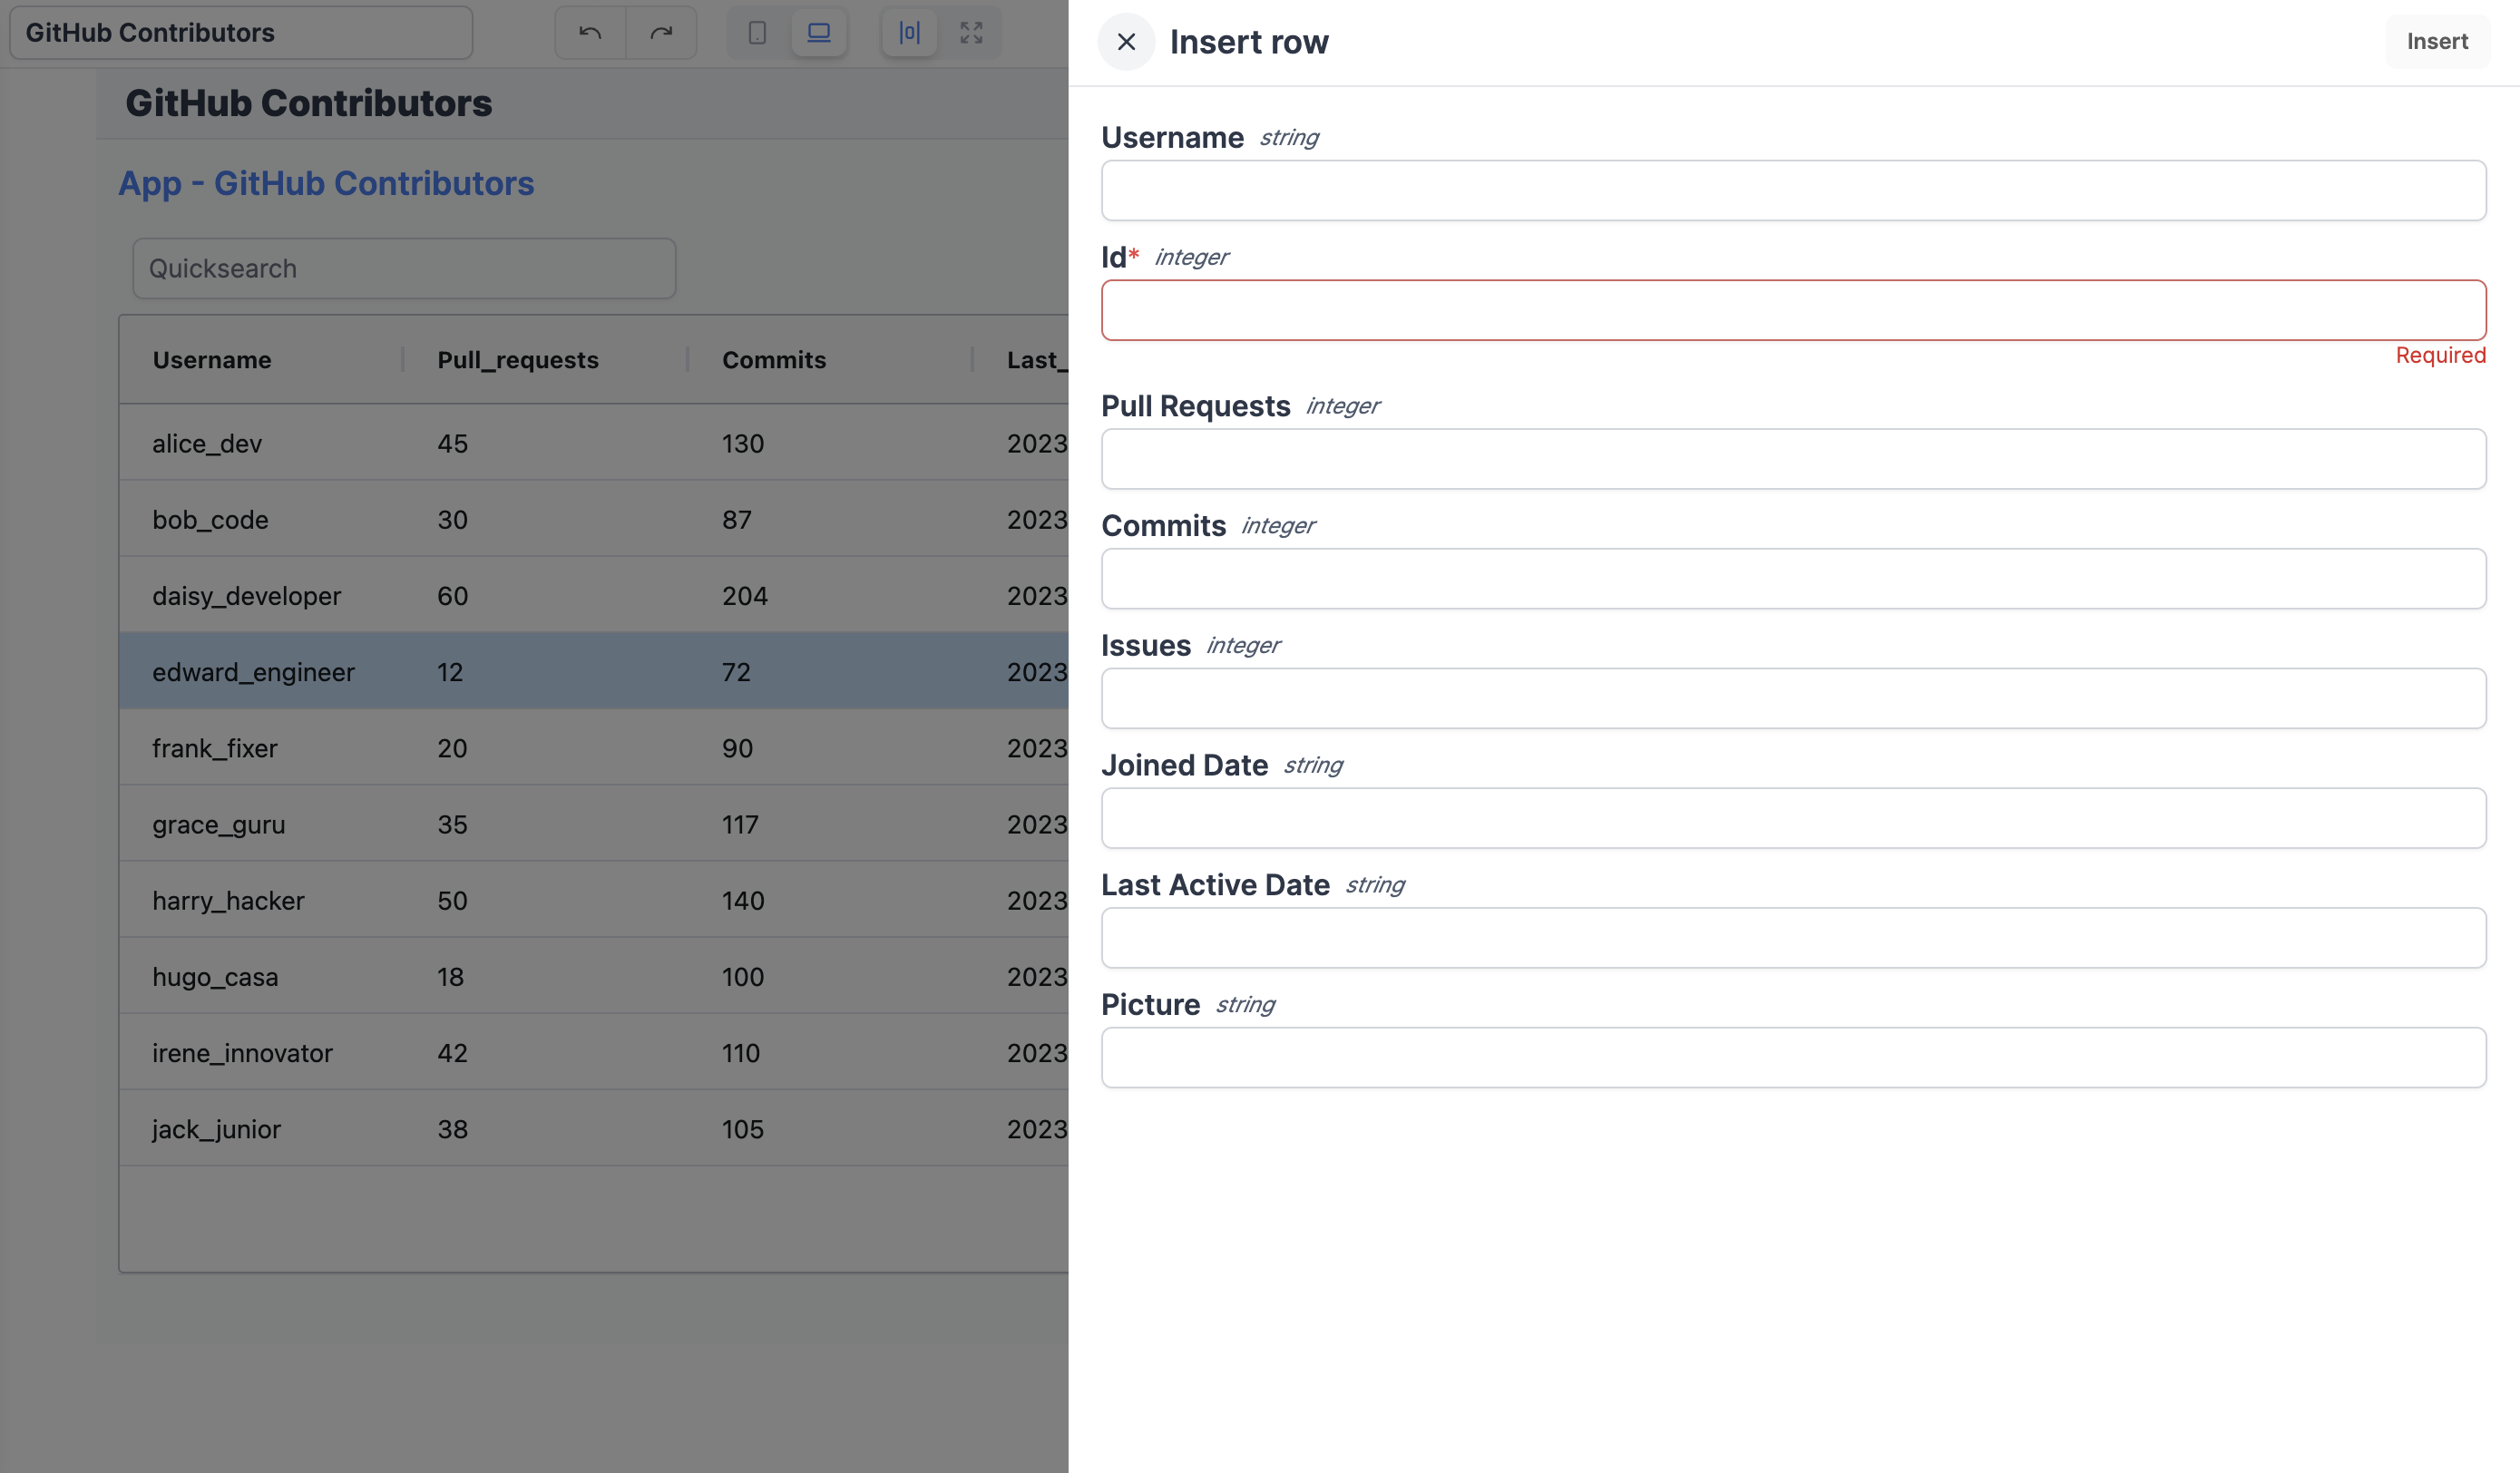 GitHub Contributors
GitHub Contributors
App - GitHub Contributors
Quicksearch
Username Pull_requests Commits Last_
alice_dev 45 130 2023
bob_code 30 87 2023
daisy_developer 60 204 2023
edward_engineer 12 72 2023
frank_fixer 20 90 2023
grace_guru 35 117 2023
harry_hacker 50 140 2023
hugo_casa 18 100 2023
irene_innovator 42 110 2023
jack_junior 38 105 2023
Insert row
Insert
Username string
Id* integer
Required
Pull Requests integer
Commits integer
Issues integer
Joined Date string
Last Active Date string
Picture string